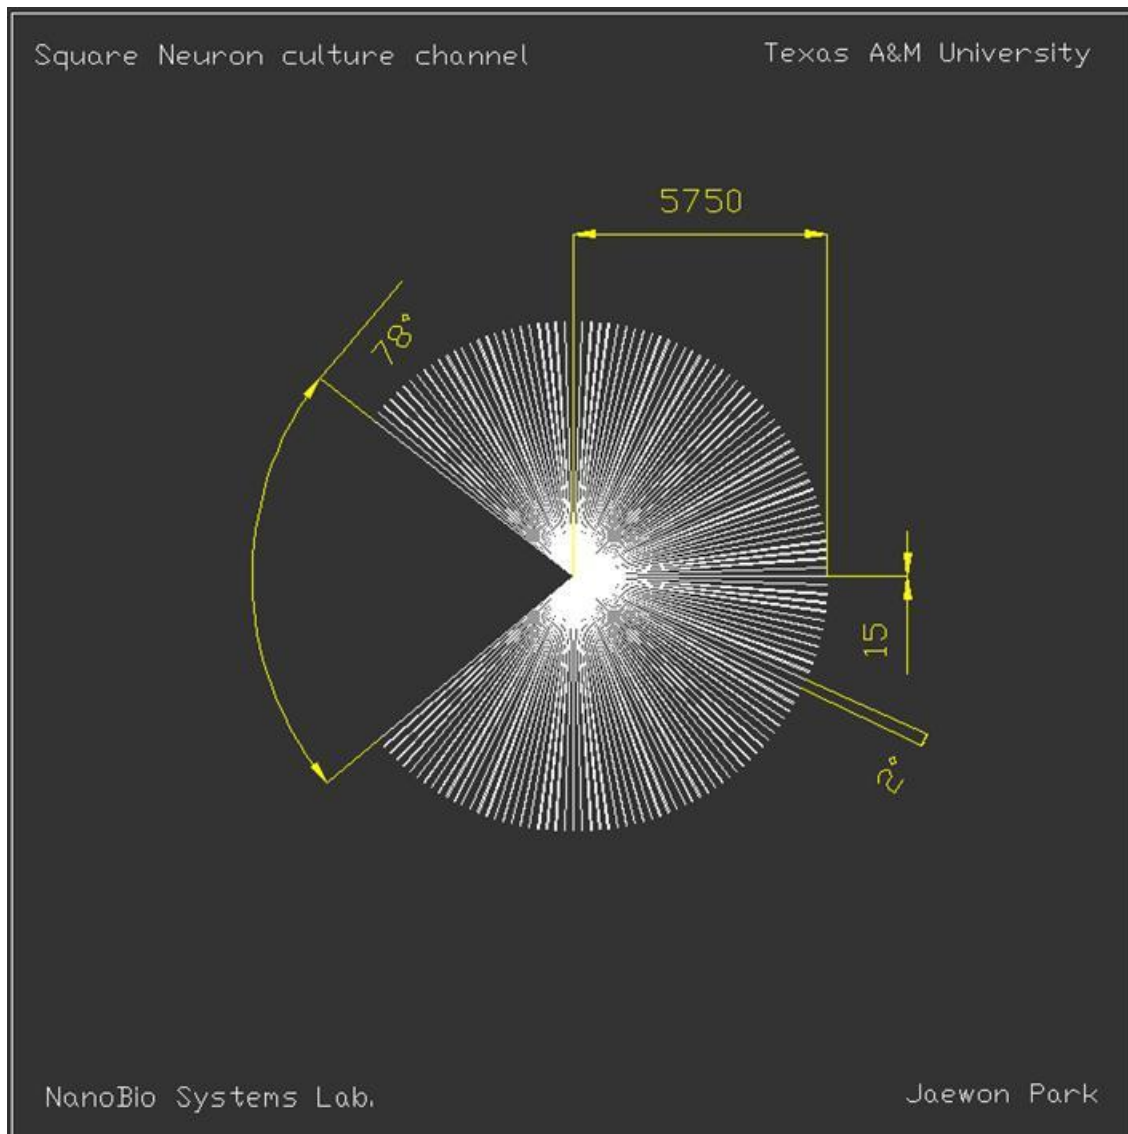 Square Neuron culture channel
Texas A&M University
5750
78°
15
2°
NanoBio Systems Lab.
Jaewon Park